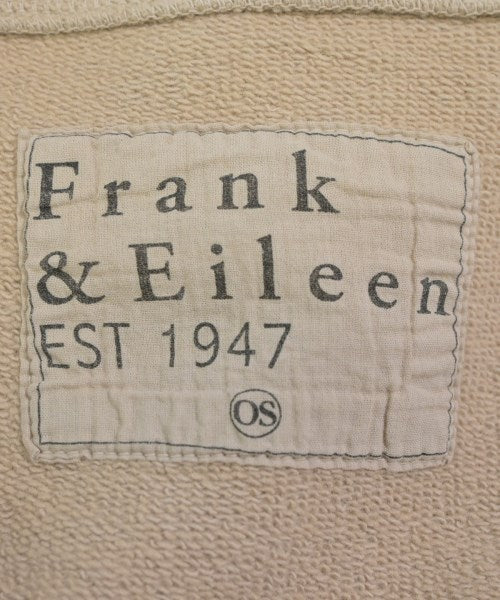 Frank
& Eileen
EST 1947
OS